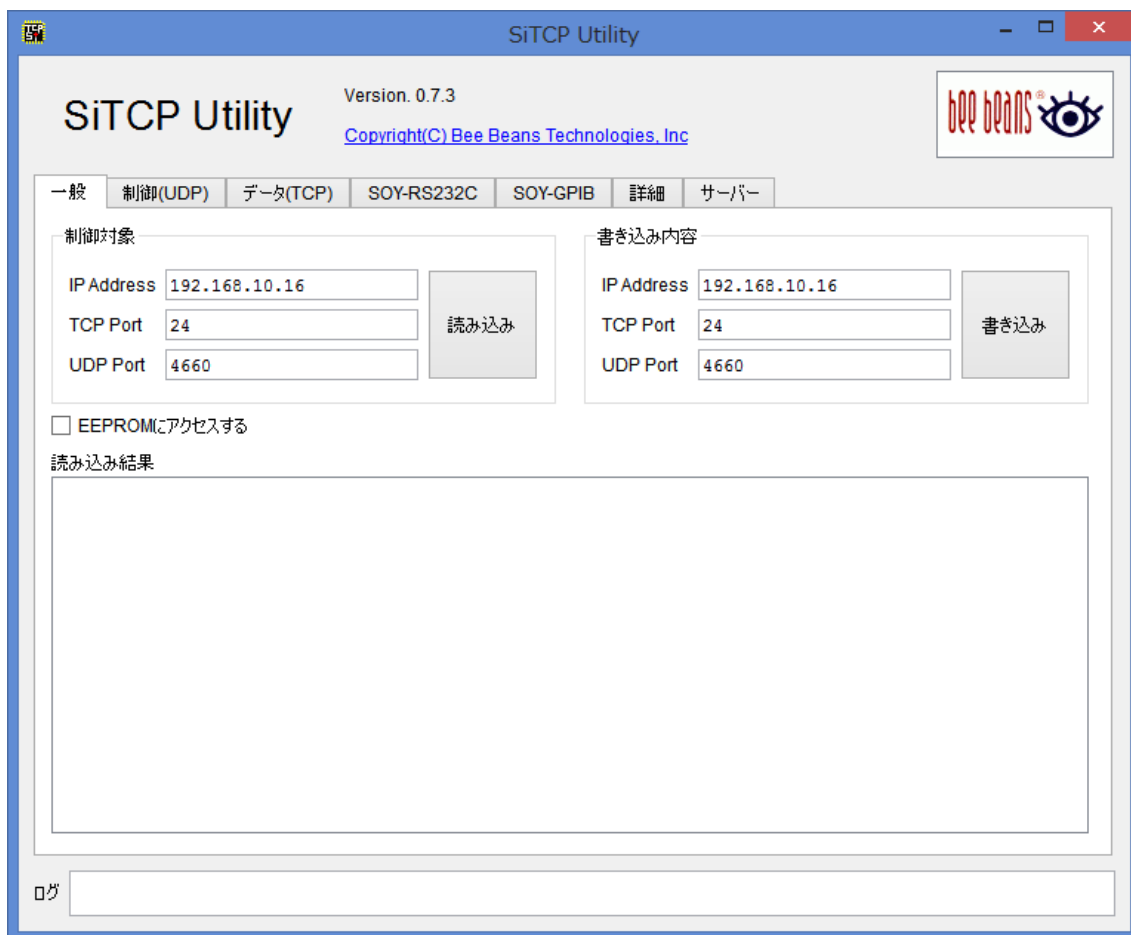 SiTCP Utility
SiTCP Utility
Version. 0.7.3
Copyright(C) Bee Beans Technologies, Inc
bee beans®
一般 制御(UDP) データ(TCP) SOY-RS232C SOY-GPIB 詳細 サーバー
制御対象
IP Address 192.168.10.16
TCP Port 24
UDP Port 4660
読み込み
書き込み内容
IP Address 192.168.10.16
TCP Port 24
UDP Port 4660
書き込み
EEPROMにアクセスする
読み込み結果
ログ